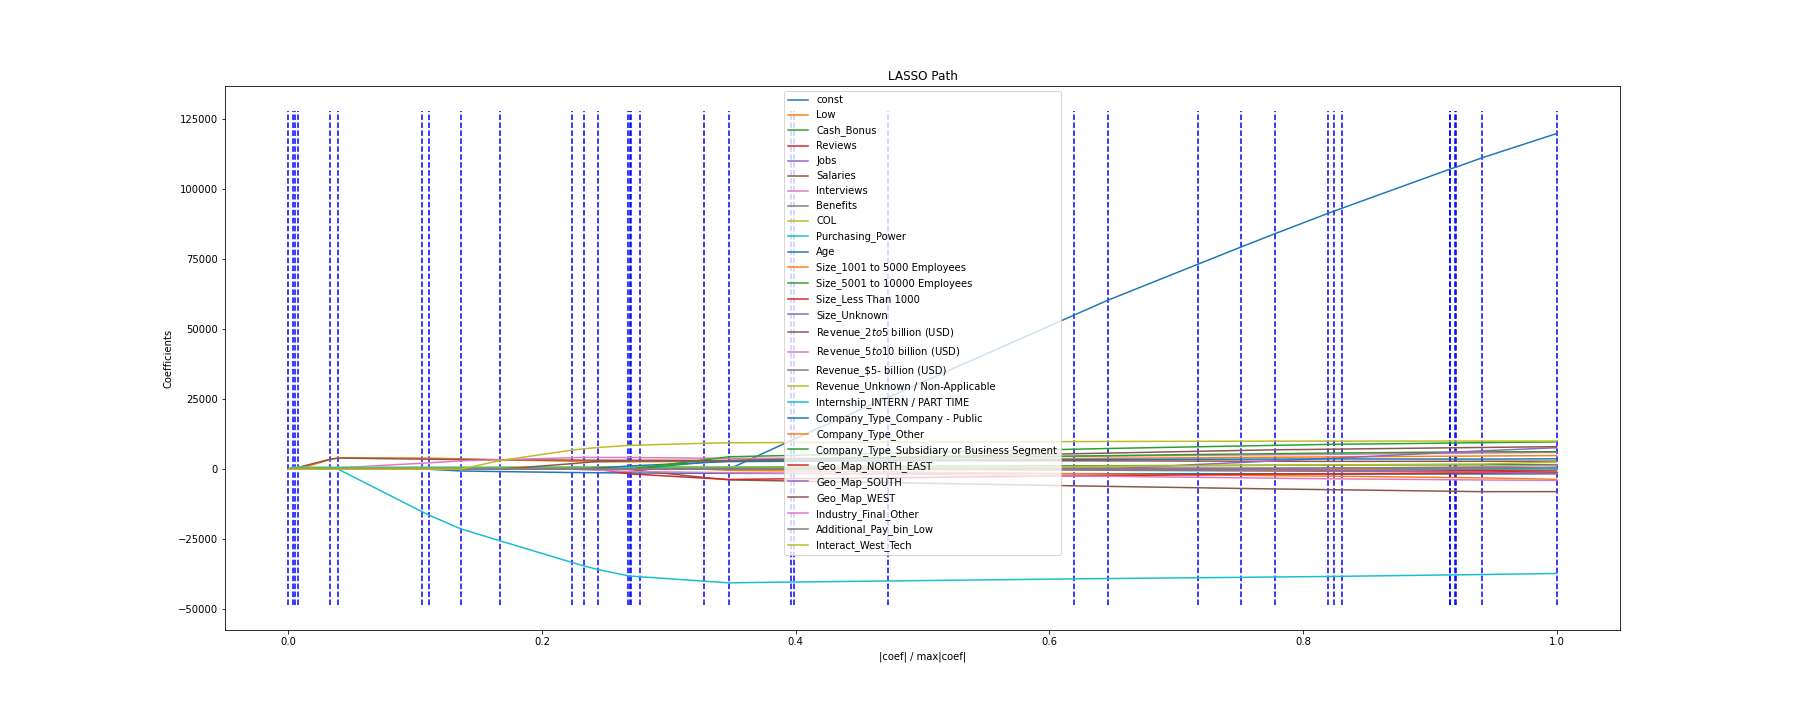 LASSO Path
125000
100000
75000
50000
25000
0
−25000
−50000
Coefficients
const
Low
Cash_Bonus
Reviews
Jobs
Salaries
Interviews
Benefits
COL
Purchasing_Power
Age
Size_1001 to 5000 Employees
Size_5001 to 10000 Employees
Size_Less Than 1000
Size_Unknown
Revenue_2to5 billion (USD)
Revenue_5to10 billion (USD)
Revenue_$5- billion (USD)
Revenue_Unknown / Non-Applicable
Internship_INTERN / PART TIME
Company_Type_Company - Public
Company_Type_Other
Company_Type_Subsidiary or Business Segment
Geo_Map_NORTH_EAST
Geo_Map_SOUTH
Geo_Map_WEST
Industry_Final_Other
Additional_Pay_bin_Low
Interact_West_Tech
0.0 0.2 0.4 0.6 0.8 1.0
|coef| / max|coef|